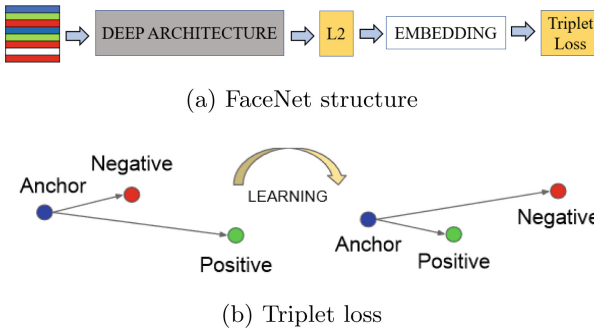 DEEP ARCHITECTURE
L2
EMBEDDING
Triplet
Loss
(a) FaceNet structure
Negative
Anchor
Positive
LEARNING
Negative
Anchor
Positive
(b) Triplet loss